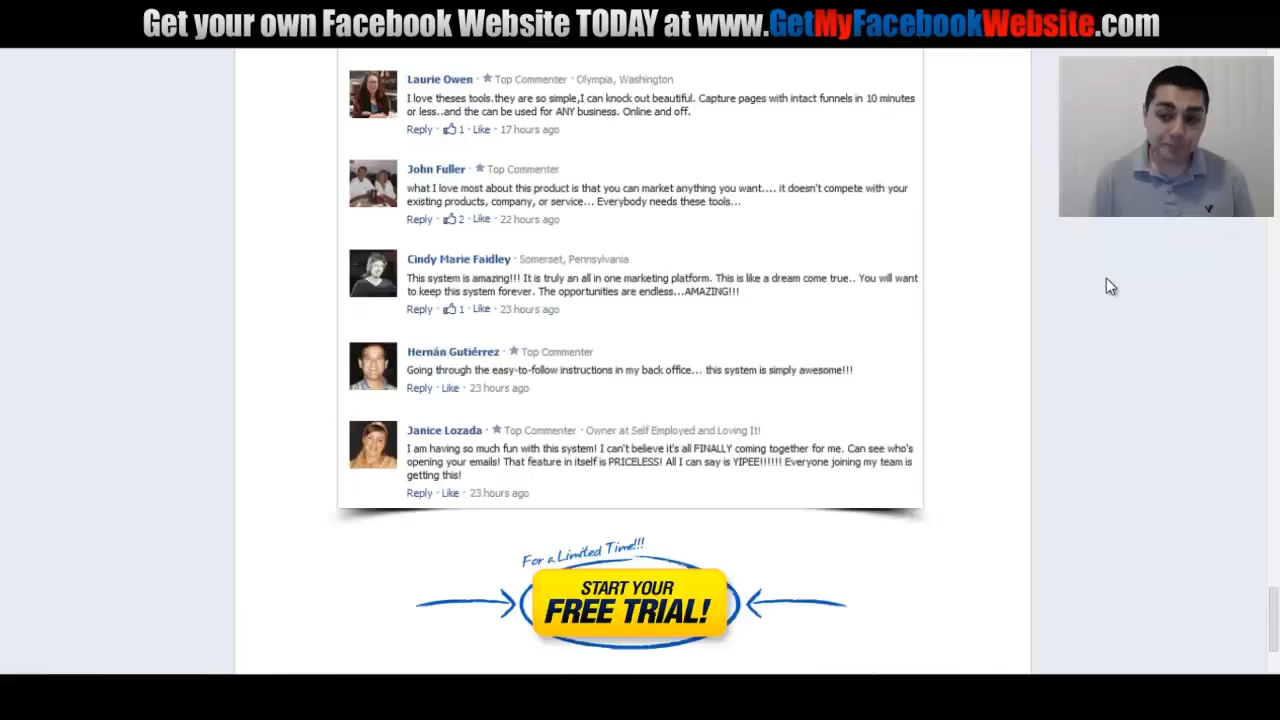 Get your own Facebook Website TODAY at www.GetMyFacebookWebsite.com
Laurie Owen · Top Commenter · Olympia, Washington
I love theses tools.they are so simple,I can knock out beautiful. Capture pages with intact funnels in 10 minutes
or less..and the can be used for ANY business. Online and off.
Reply · 1 · Like · 17 hours ago
John Fuller · Top Commenter
what I love most about this product is that you can market anything you want.... it doesn't compete with your
existing products, company, or service... Everybody needs these tools...
Reply · 2 · Like · 22 hours ago
Cindy Marie Faidley · Somerset, Pennsylvania
This system is amazing!!! It is truly an all in one marketing platform. This is like a dream come true.. You will want
to keep this system forever. The opportunities are endless...AMAZING!!!
Reply · 1 · Like · 23 hours ago
Hernán Gutiérrez · Top Commenter
Going through the easy-to-follow instructions in my back office... this system is simply awesome!!!
Reply · Like · 23 hours ago
Janice Lozada · Top Commenter · Owner at Self Employed and Loving It!
I am having so much fun with this system! I can't believe it's all FINALLY coming together for me. Can see who's
opening your emails! That feature in itself is PRICELESS! All I can say is YIPEE!!!!!! Everyone joining my team is
getting this!
Reply · Like · 23 hours ago
For a Limited Time!!!
START YOUR
FREE TRIAL!